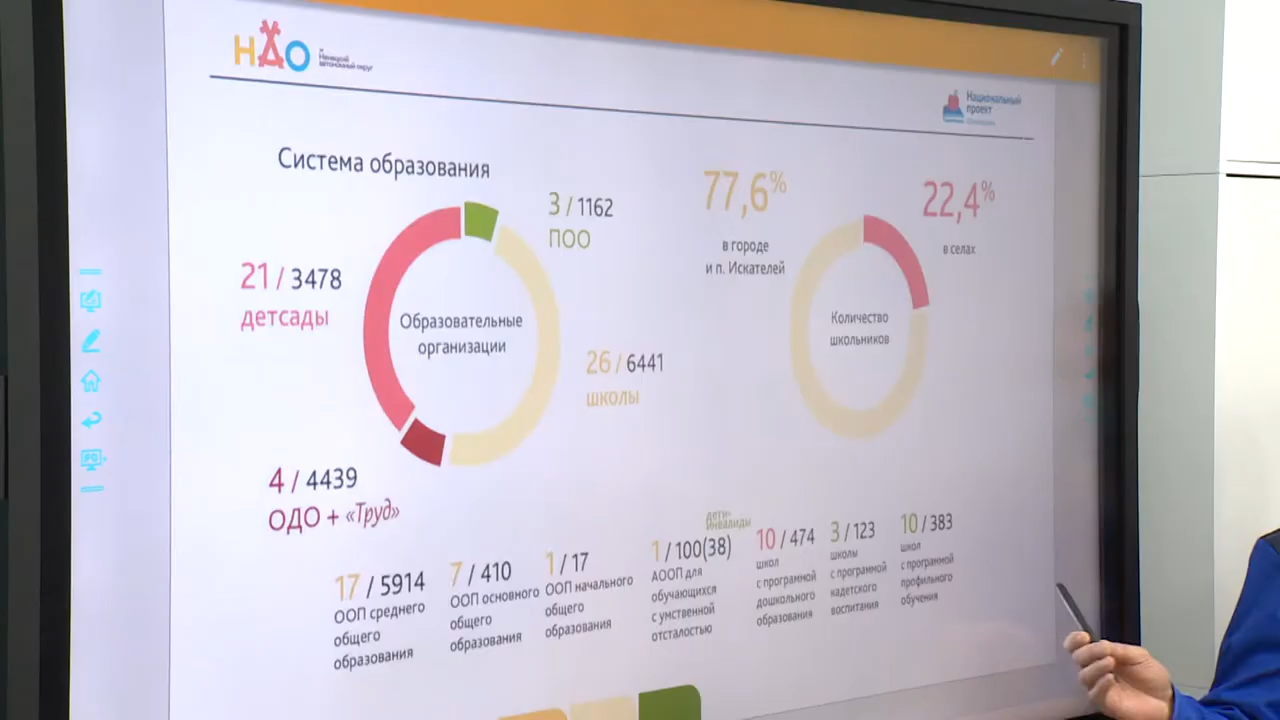 НАО
Ненецкий
автономный округ
Национальный
проект
Система образования
3 / 1162
ПОО
21 / 3478
детсады
Образовательные
организации
26 / 6441
школы
4 / 4439
ОДО + «Труд»
77,6%
в городе
и п. Искателей
22,4%
в селах
Количество
школьников
17 / 5914
ООП среднего
общего
образования
7 / 410
ООП основного
общего
образования
1 / 17
ООП начального
общего
образования
дети-
инвалиды
1 / 100(38)
АООП для
обучающихся
с умственной
отсталостью
10 / 474
школ
с программой
дошкольного
образования
3 / 123
школы
с программой
кадетского
воспитания
10 / 383
школ
с программой
профильного
обучения